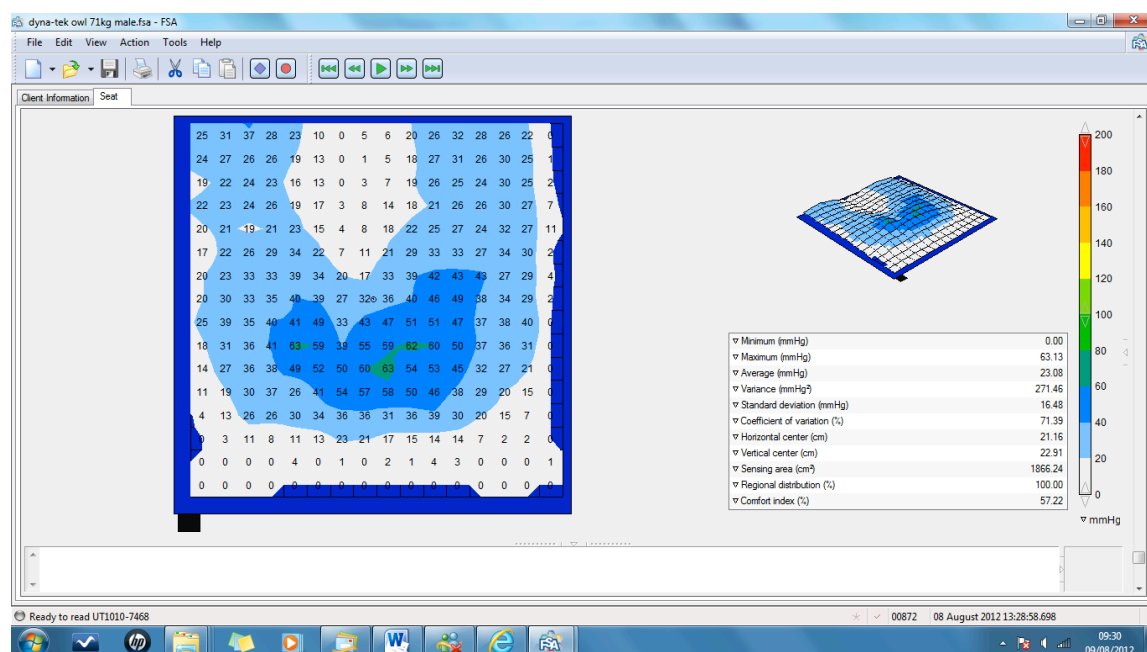 dyna-tek owl 71kg male.fsa - FSA
File Edit View Action Tools Help
Client Information Seat
25 31 37 28 23 10 0 5 6 20 26 32 28 26 22 0
24 27 26 26 19 13 0 1 5 18 27 31 26 30 25 1
19 22 24 23 16 13 0 3 7 19 26 25 24 30 25 2
22 23 24 26 19 17 3 8 14 18 21 26 26 30 27 7
20 21 19 21 23 15 4 8 18 22 25 27 24 32 27 11
17 22 26 29 34 22 7 11 21 29 33 33 27 34 30 2
20 23 33 33 39 34 20 17 33 39 42 43 43 27 29 4
20 30 33 35 40 39 27 32 36 40 46 49 38 34 29 2
25 39 35 40 41 49 33 43 47 51 51 47 37 38 40 0
18 31 36 41 63 59 39 55 59 62 60 50 37 36 31 0
14 27 36 38 49 52 50 60 63 54 53 45 32 27 21 0
11 19 30 37 26 41 54 57 58 50 46 38 29 20 15 0
4 13 26 26 30 34 36 36 31 36 39 30 20 15 7 0
0 3 11 8 11 13 23 21 17 15 14 14 7 2 2 0
0 0 0 0 4 0 1 0 2 1 4 3 0 0 0 1
0 0 0 0 0 0 0 0 0 0 0 0 0 0 0 0
200
180
160
140
120
100
80
60
40
20
0
mmHg
Minimum (mmHg) 0.00
Maximum (mmHg) 63.13
Average (mmHg) 23.08
Variance (mmHg²) 271.46
Standard deviation (mmHg) 16.48
Coefficient of variation (%) 71.39
Horizontal center (cm) 21.16
Vertical center (cm) 22.91
Sensing area (cm²) 1866.24
Regional distribution (%) 100.00
Comfort index (%) 57.22
Ready to read UT1010-7468 00872 08 August 2012 13:28:58.698
09:30
09/08/2012